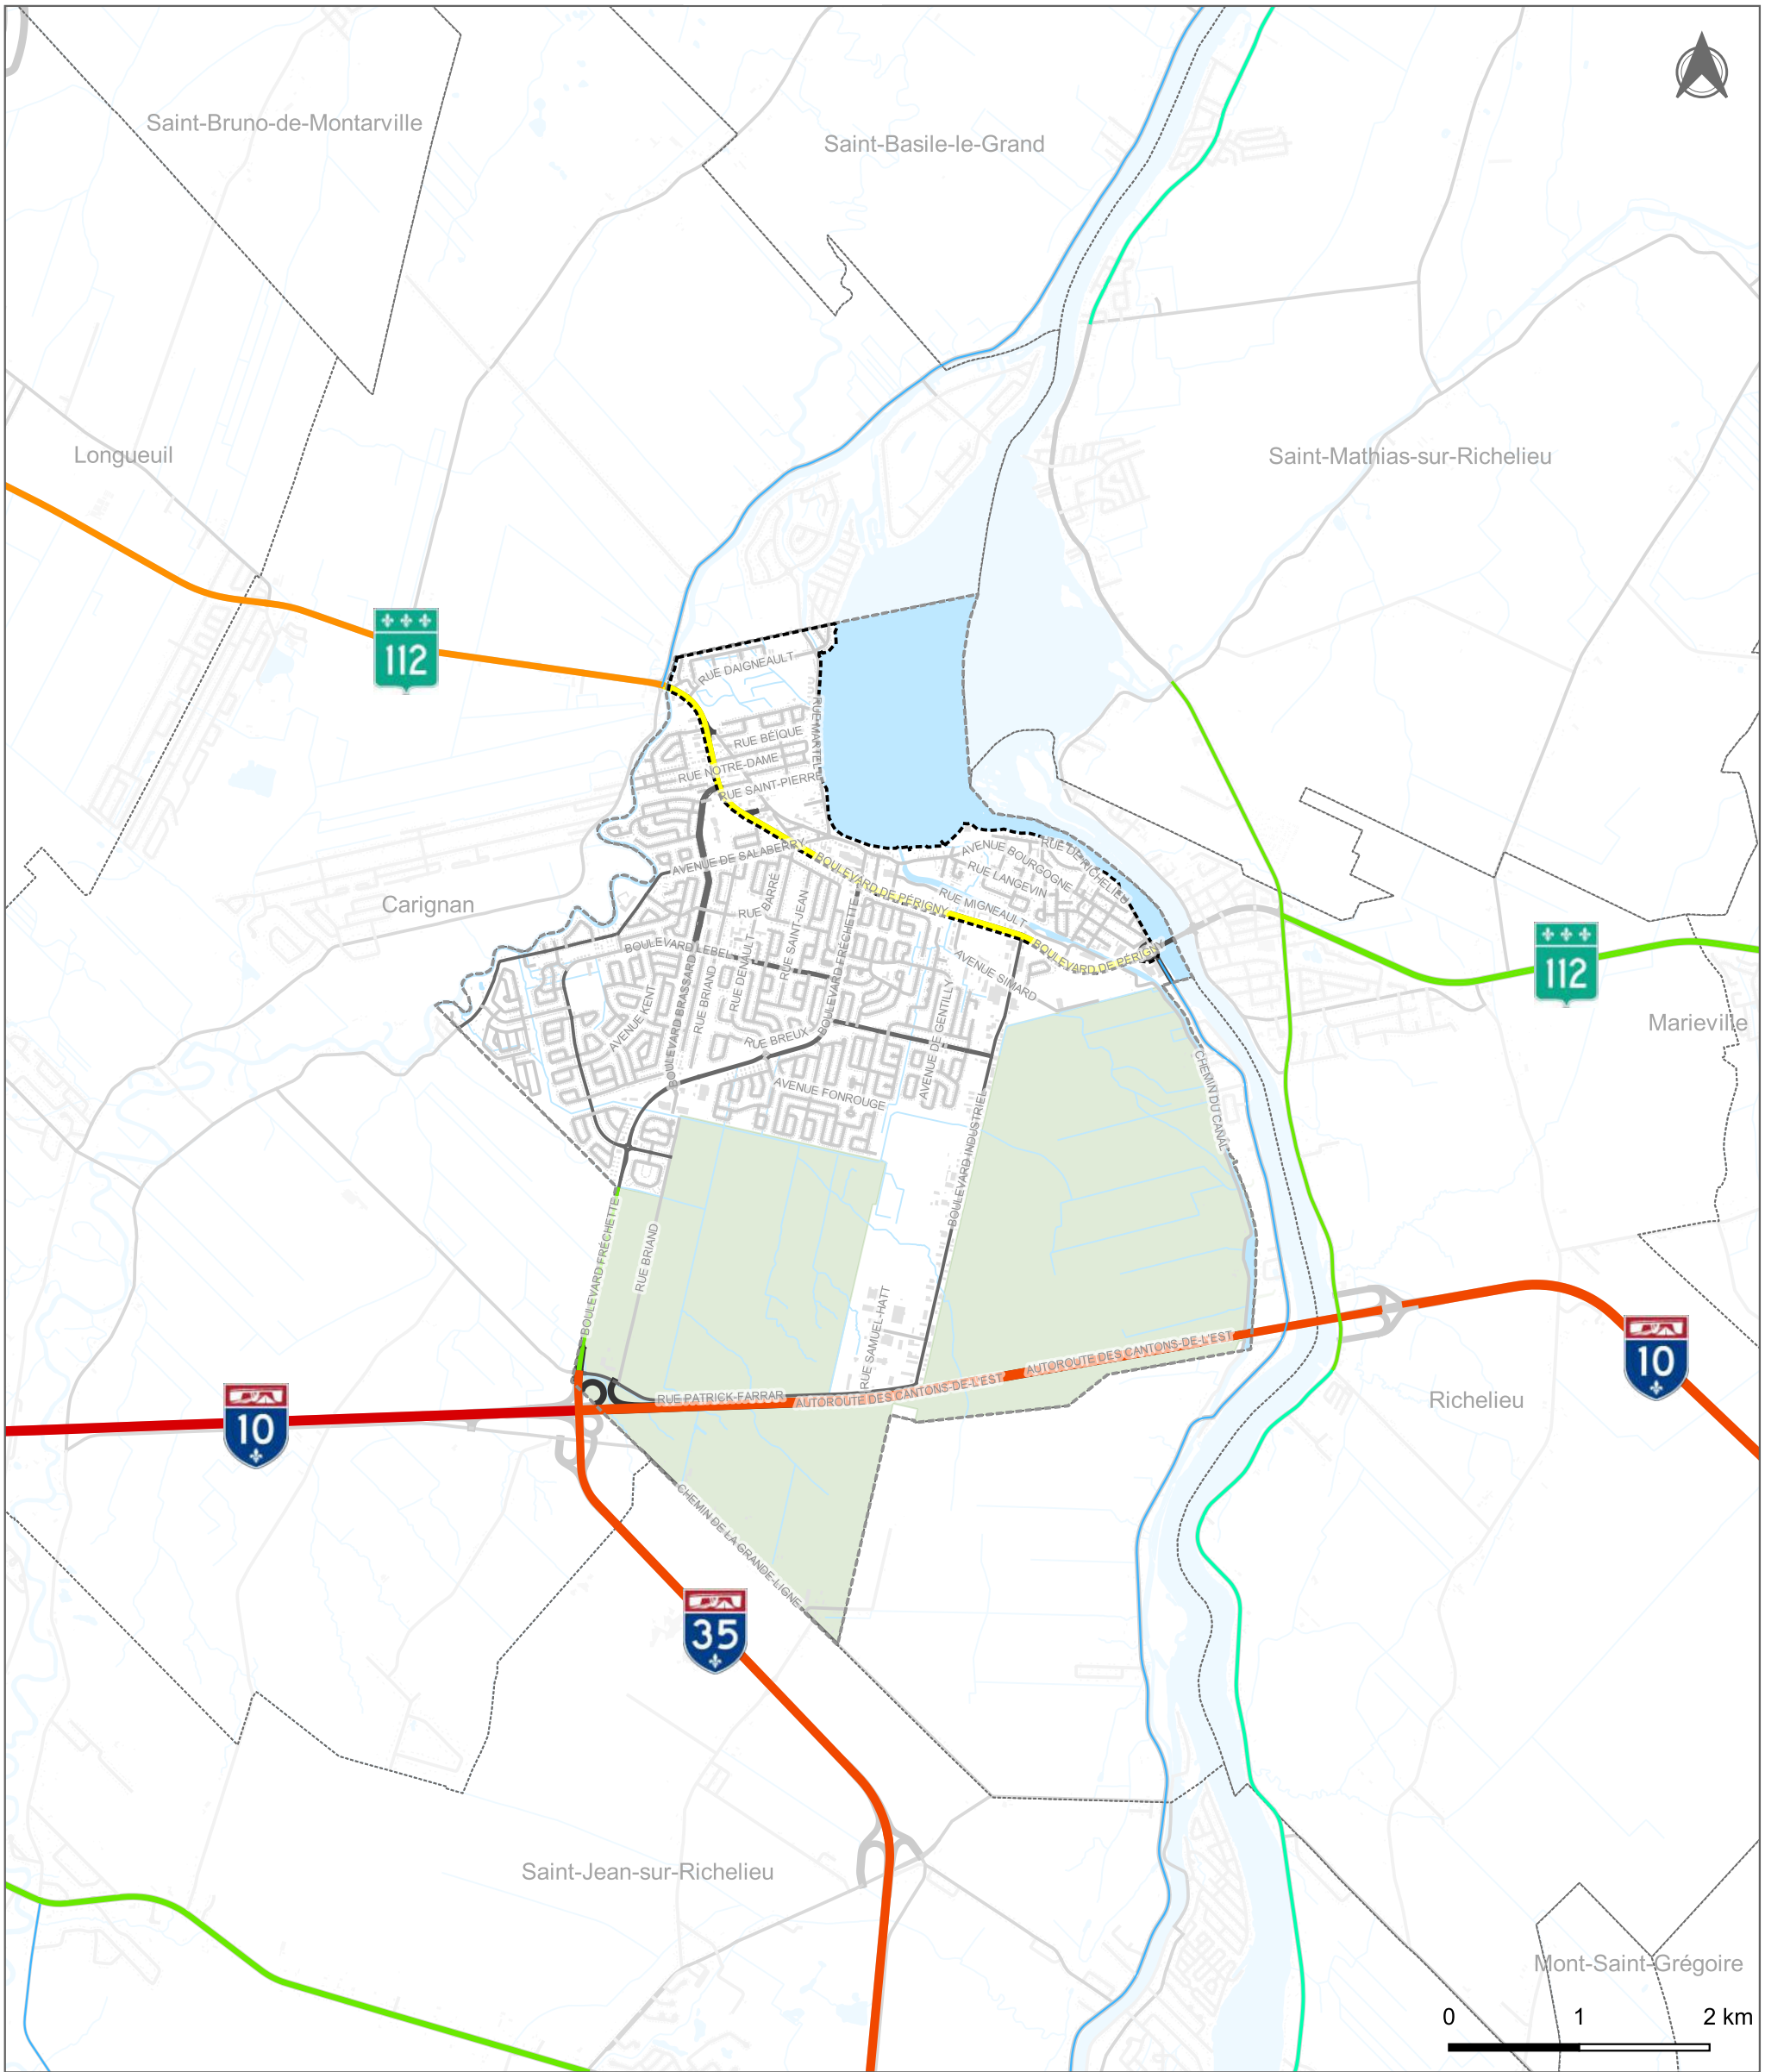 Saint-Bruno-de-Montarville
Saint-Basile-le-Grand
Longueuil
Saint-Mathias-sur-Richelieu
112
RUE DAIGNEAULT
RUE MARTEL
RUE BÉÏQUE
RUE NOTRE-DAME
RUE SAINT-PIERRE
AVENUE DE SALABERRY
BOULEVARD DE PÉRIGNY
AVENUE BOURGOGNE
RUE DE RICHELIEU
RUE LANGEVIN
RUE MIGNEAULT
Carignan
RUE BARRÉ
RUE SAINT-JEAN
BOULEVARD FRÉCHETTE
BOULEVARD LEBEL
RUE DENAULT
BOULEVARD BRASSARD
RUE BRIAND
AVENUE KENT
AVENUE SIMARD
BOULEVARD DE PÉRIGNY
112
Marieville
AVENUE DE GENTILLY
RUE BREUX
AVENUE FONROUGE
BOULEVARD INDUSTRIEL
CHEMIN DU CANAL
BOULEVARD FRÉCHETTE
RUE BRIAND
RUE SAMUEL-HATT
AUTOROUTE DES CANTONS-DE-L'EST
10
AUTOROUTE DES CANTONS-DE-L'EST
RUE PATRICK-FARRAR
10
Richelieu
CHEMIN DE LA GRANDE-LIGNE
35
Saint-Jean-sur-Richelieu
Mont-Saint-Grégoire
0 1 2 km